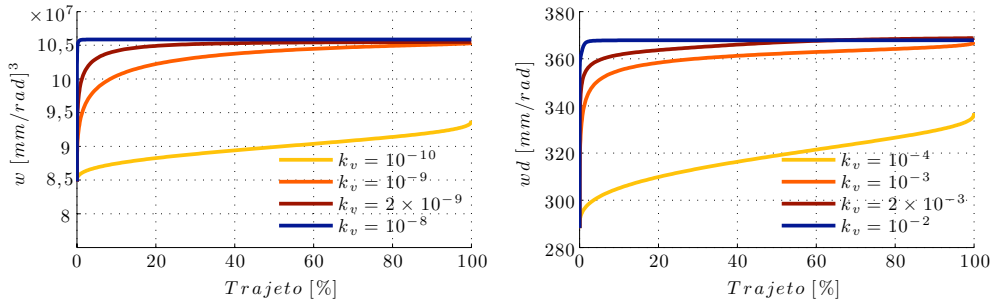 ×10⁷
10,5
10
9,5
9
8,5
8
w [mm/rad]³
k_v = 10⁻¹⁰
k_v = 10⁻⁹
k_v = 2 × 10⁻⁹
k_v = 10⁻⁸
0 20 40 60 80 100
Trajeto [%]
380
360
340
320
300
280
wd [mm/rad]
k_v = 10⁻⁴
k_v = 10⁻³
k_v = 2 × 10⁻³
k_v = 10⁻²
0 20 40 60 80 100
Trajeto [%]